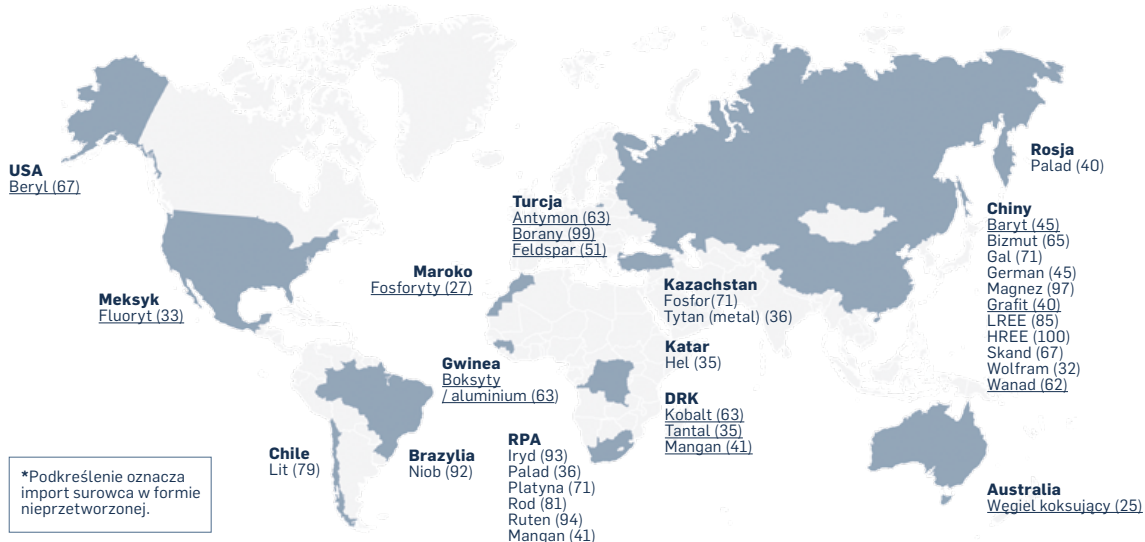 USA
Beryl (67)
Meksyk
Fluoryt (33)
Maroko
Fosforyty (27)
Gwinea
Boksyty
/ aluminium (63)
Chile
Lit (79)
Brazylia
Niob (92)
Turcja
Antymon (63)
Borany (99)
Feldspar (51)
Kazachstan
Fosfor(71)
Tytan (metal) (36)
Katar
Hel (35)
DRK
Kobalt (63)
Tantal (35)
Mangan (41)
RPA
Iryd (93)
Palad (36)
Platyna (71)
Rod (81)
Ruten (94)
Mangan (41)
Rosja
Palad (40)
Chiny
Baryt (45)
Bizmut (65)
Gal (71)
German (45)
Magnez (97)
Grafit (40)
LREE (85)
HREE (100)
Skand (67)
Wolfram (32)
Wanad (62)
Australia
Węgiel koksujący (25)
*Podkreślenie oznacza
import surowca w formie
nieprzetworzonej.